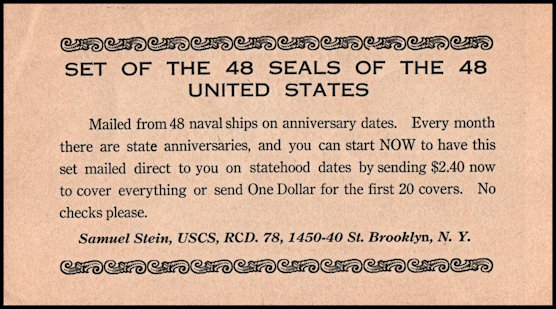 SET OF THE 48 SEALS OF THE 48
UNITED STATES
Mailed from 48 naval ships on anniversary dates. Every month
there are state anniversaries, and you can start NOW to have this
set mailed direct to you on statehood dates by sending $2.40 now
to cover everything or send One Dollar for the first 20 covers. No
checks please.
Samuel Stein, USCS, RCD. 78, 1450-40 St. Brooklyn, N. Y.